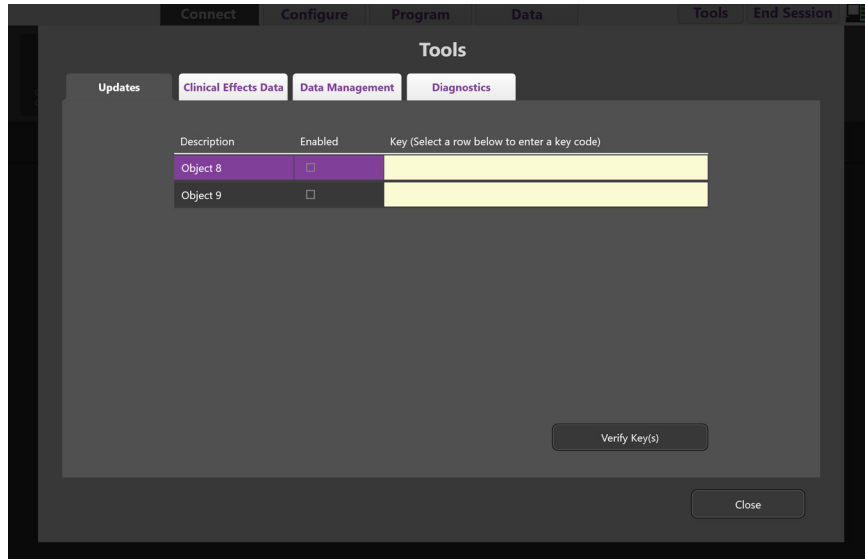 Connect Configure Program Data Tools End Session
Tools
Updates Clinical Effects Data Data Management Diagnostics
Description Enabled Key (Select a row below to enter a key code)
Object 8
Object 9
Verify Key(s)
Close